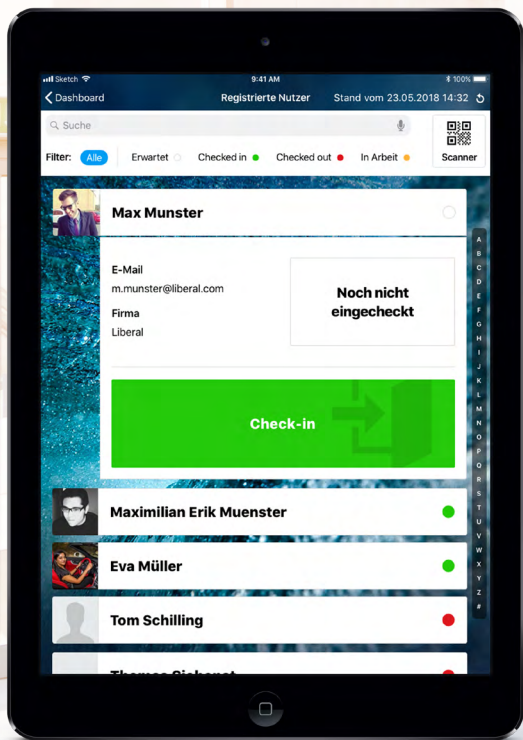 Sketch
9:41 AM
100%
Dashboard
Registrierte Nutzer
Stand vom 23.05.2018 14:32
Suche
Scanner
Filter:
Alle
Erwartet
Checked in
Checked out
In Arbeit
Max Munster
E-Mail
m.munster@liberal.com
Firma
Liberal
Noch nicht
eingecheckt
Check-in
Maximilian Erik Muenster
Eva Müller
Tom Schilling
A
B
C
D
E
F
G
H
I
J
K
L
M
N
O
P
Q
R
S
T
U
V
W
X
Y
Z
#